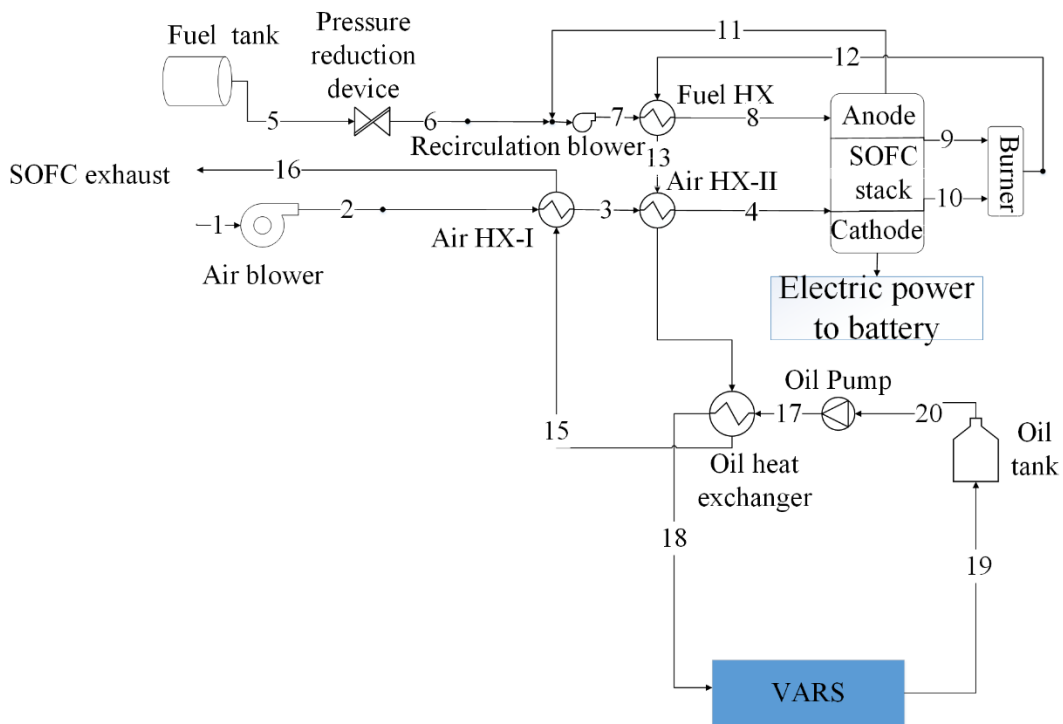 Fuel tank
Pressure
reduction
device
11
12
5
6
7
Fuel HX
8
Anode
Recirculation blower
13
9
SOFC
stack
Burner
SOFC exhaust
16
Air HX-II
10
1
2
3
4
Cathode
Air HX-I
Air blower
Electric power
to battery
Oil Pump
15
17
20
Oil
tank
Oil heat
exchanger
18
19
VARS